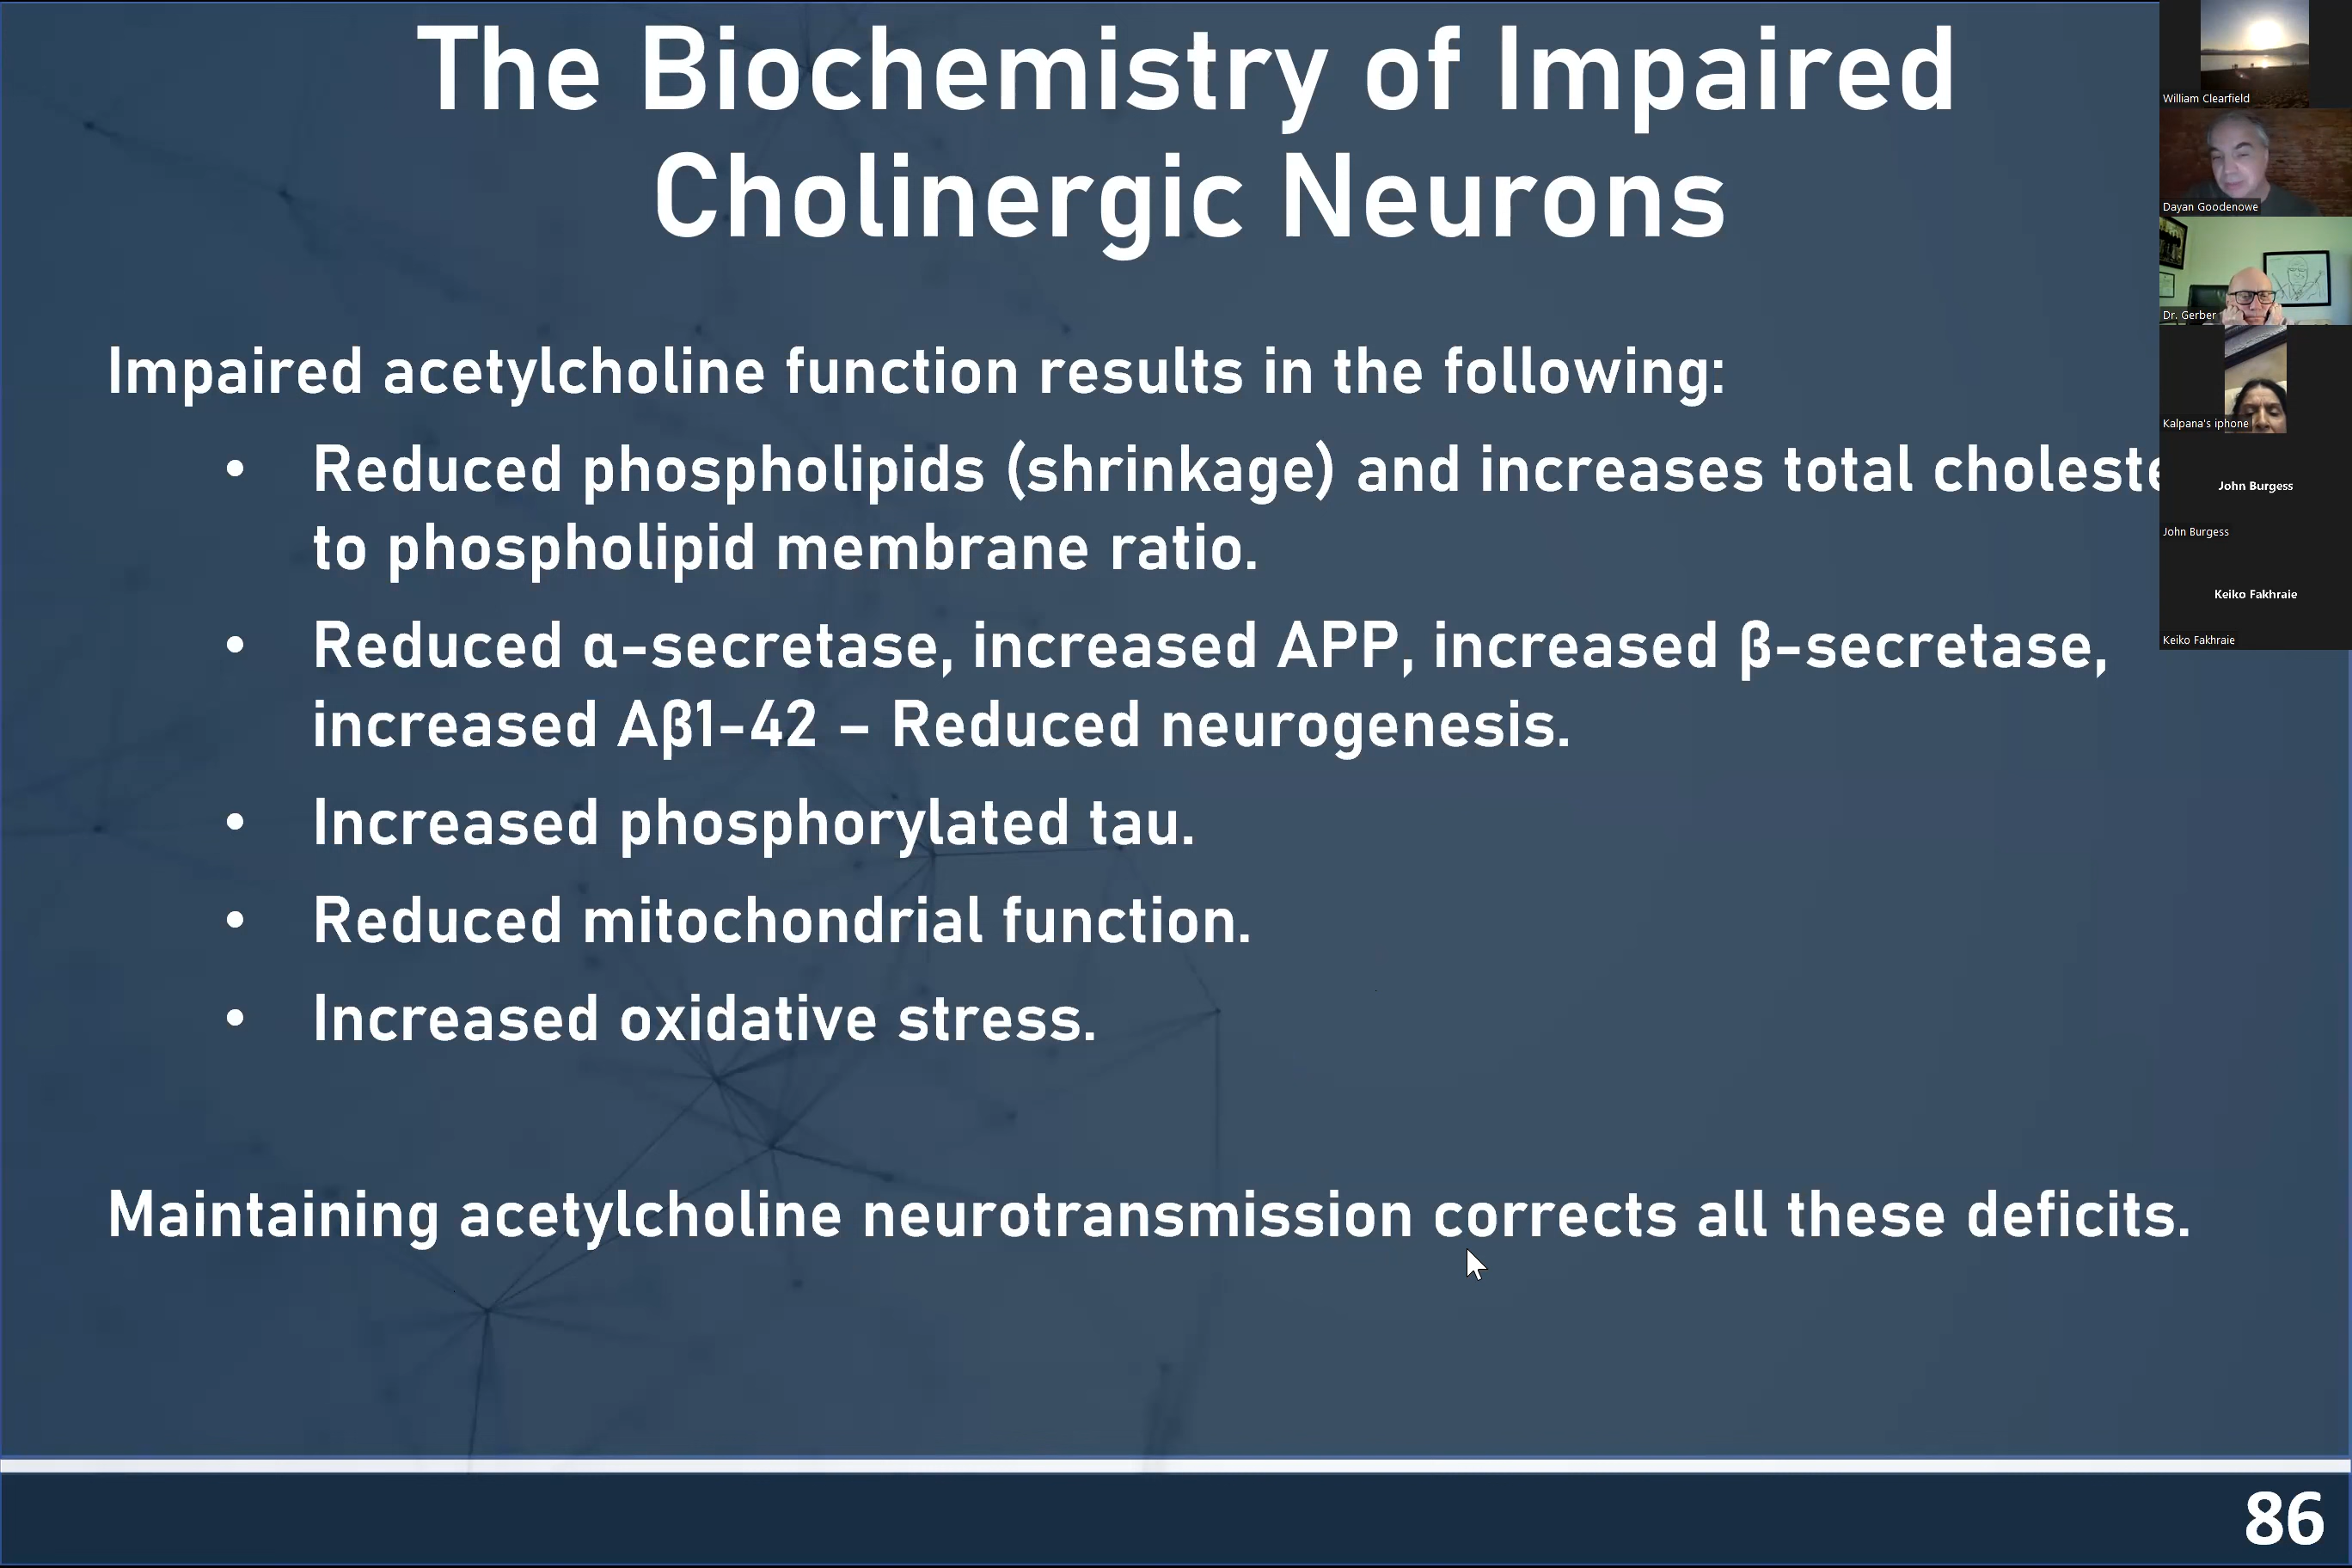 The Biochemistry of Impaired
Cholinergic Neurons
Impaired acetylcholine function results in the following:
• Reduced phospholipids (shrinkage) and increases total
to phospholipid membrane ratio.
• Reduced α-secretase, increased APP, increased β-secretase,
increased Aβ1-42 – Reduced neurogenesis.
• Increased phosphorylated tau.
• Reduced mitochondrial function.
• Increased oxidative stress.
Maintaining acetylcholine neurotransmission corrects all these deficits.
86
William Clearfield
Dayan Goodenowe
Dr. Gerber
Kalpana's iphone
John Burgess
John Burgess
Keiko Fakhraie
Keiko Fakhraie